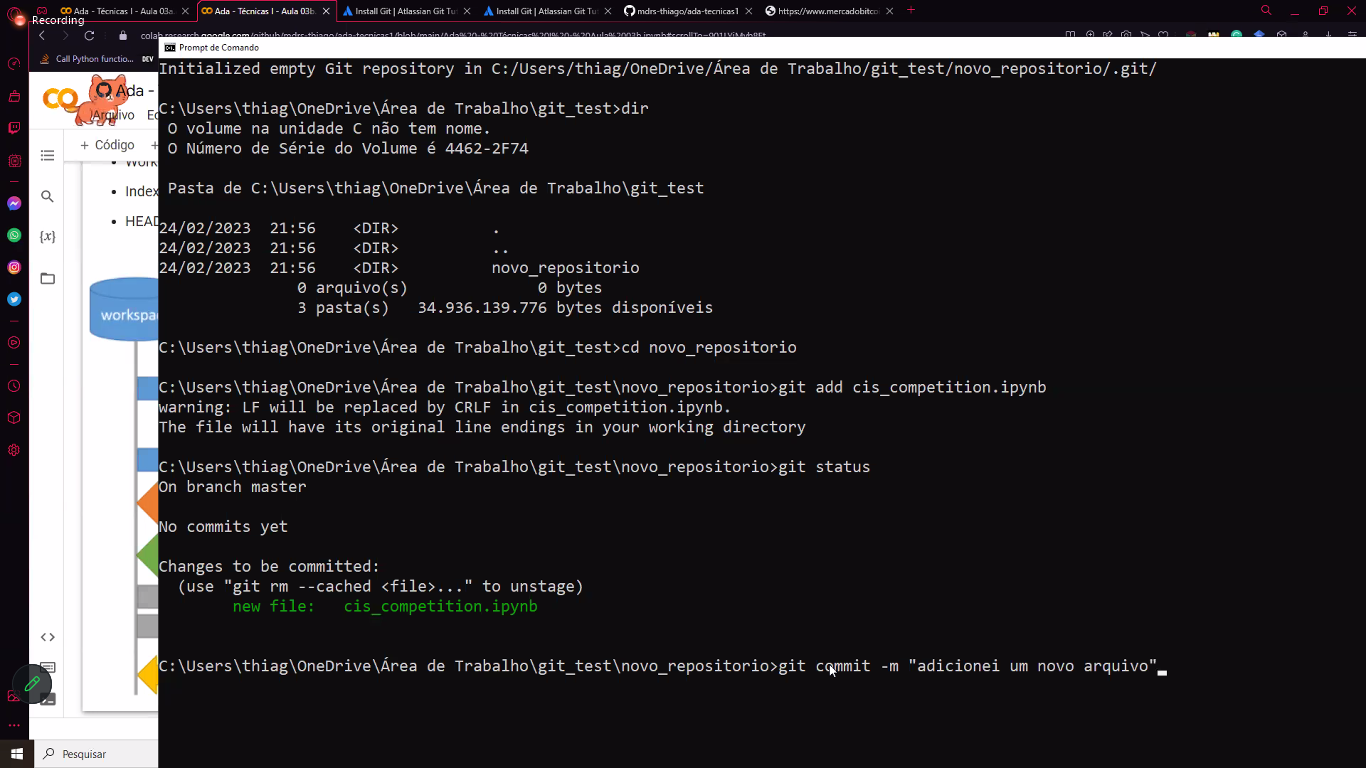 Recording
Ada - Técnicas I - Aula 03a.
Ada - Técnicas I - Aula 03b.
Install Git | Atlassian Git Tut
Install Git | Atlassian Git Tut
mdrs-thiago/ada-tecnicas1
https://www.mercadobitco
Call Python functio...
DEV
Prompt de Comando
Ada -
Arquivo
+ Código +
Index
HEAD
workspa
Initialized empty Git repository in C:/Users/thiag/OneDrive/Área de Trabalho/git_test/novo_repositorio/.git/
C:\Users\thiag\OneDrive\Área de Trabalho\git_test>dir
O volume na unidade C não tem nome.
O Número de Série do Volume é 4462-2F74
Pasta de C:\Users\thiag\OneDrive\Área de Trabalho\git_test
24/02/2023 21:56 <DIR> .
24/02/2023 21:56 <DIR> ..
24/02/2023 21:56 <DIR> novo_repositorio
0 arquivo(s) 0 bytes
3 pasta(s) 34.936.139.776 bytes disponíveis
C:\Users\thiag\OneDrive\Área de Trabalho\git_test>cd novo_repositorio
C:\Users\thiag\OneDrive\Área de Trabalho\git_test\novo_repositorio>git add cis_competition.ipynb
warning: LF will be replaced by CRLF in cis_competition.ipynb.
The file will have its original line endings in your working directory
C:\Users\thiag\OneDrive\Área de Trabalho\git_test\novo_repositorio>git status
On branch master
No commits yet
Changes to be committed:
(use "git rm --cached <file>..." to unstage)
new file: cis_competition.ipynb
C:\Users\thiag\OneDrive\Área de Trabalho\git_test\novo_repositorio>git commit -m "adicionei um novo arquivo"
Pesquisar